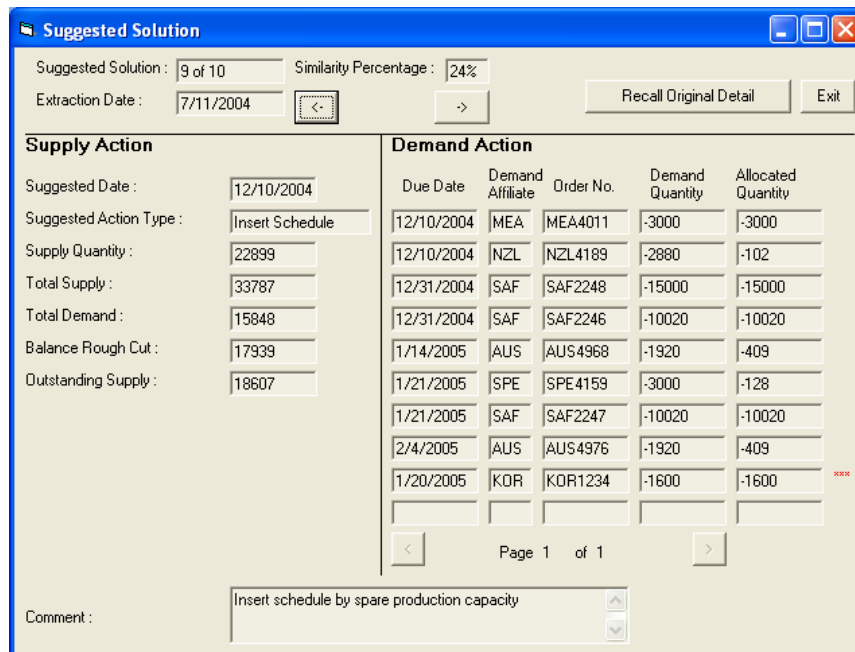 Suggested Solution
Suggested Solution : 9 of 10 Similarity Percentage : 24%
Extraction Date : 7/11/2004 <- -> Recall Original Detail Exit
Supply Action
Suggested Date : 12/10/2004
Suggested Action Type : Insert Schedule
Supply Quantity : 22899
Total Supply : 33787
Total Demand : 15848
Balance Rough Cut : 17939
Outstanding Supply : 18607
Demand Action
Due Date Demand Affiliate Order No. Demand Quantity Allocated Quantity
12/10/2004 MEA MEA4011 -3000 -3000
12/10/2004 NZL NZL4189 -2880 -102
12/31/2004 SAF SAF2248 -15000 -15000
12/31/2004 SAF SAF2246 -10020 -10020
1/14/2005 AUS AUS4968 -1920 -409
1/21/2005 SPE SPE4159 -3000 -128
1/21/2005 SAF SAF2247 -10020 -10020
2/4/2005 AUS AUS4976 -1920 -409
1/20/2005 KOR KOR1234 -1600 -1600 ***
< Page 1 of 1 >
Comment : Insert schedule by spare production capacity